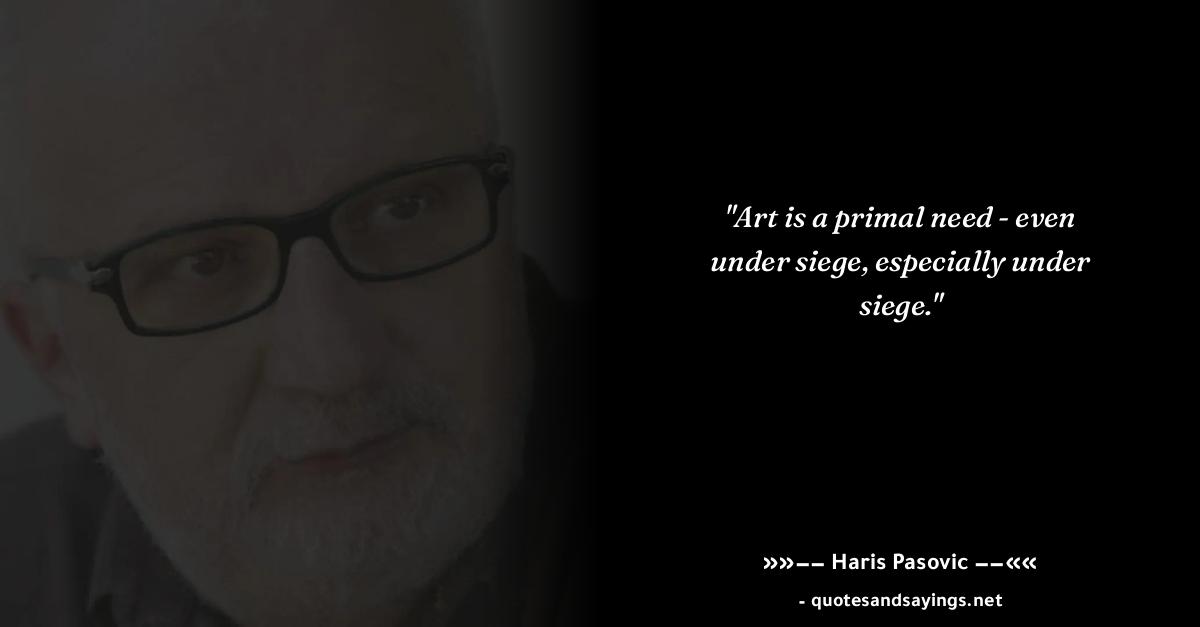 "Art is a primal need - even
under siege, especially under
siege."
»»−− Haris Pasovic −−««
- quotesandsayings.net